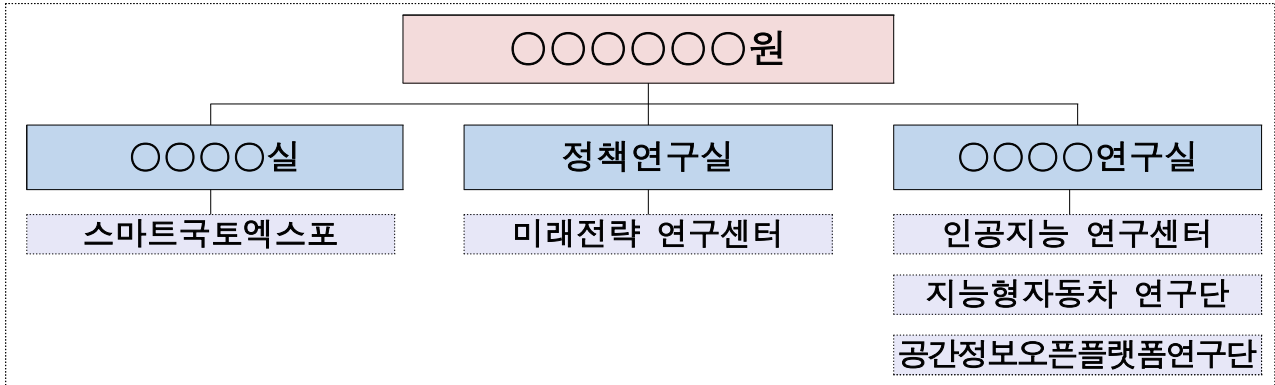 ○○○○○○원
○○○○실
정책연구실
○○○○연구실
스마트국토엑스포
미래전략 연구센터
인공지능 연구센터
지능형자동차 연구단
공간정보오픈플랫폼연구단